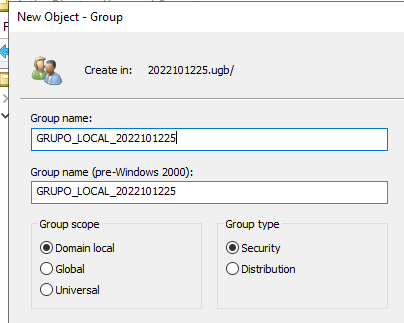 New Object - Group
Create in: 2022101225.ugb/
Group name:
GRUPO_LOCAL_2022101225
Group name (pre-Windows 2000):
GRUPO_LOCAL_2022101225
Group scope
Domain local
Global
Universal
Group type
Security
Distribution